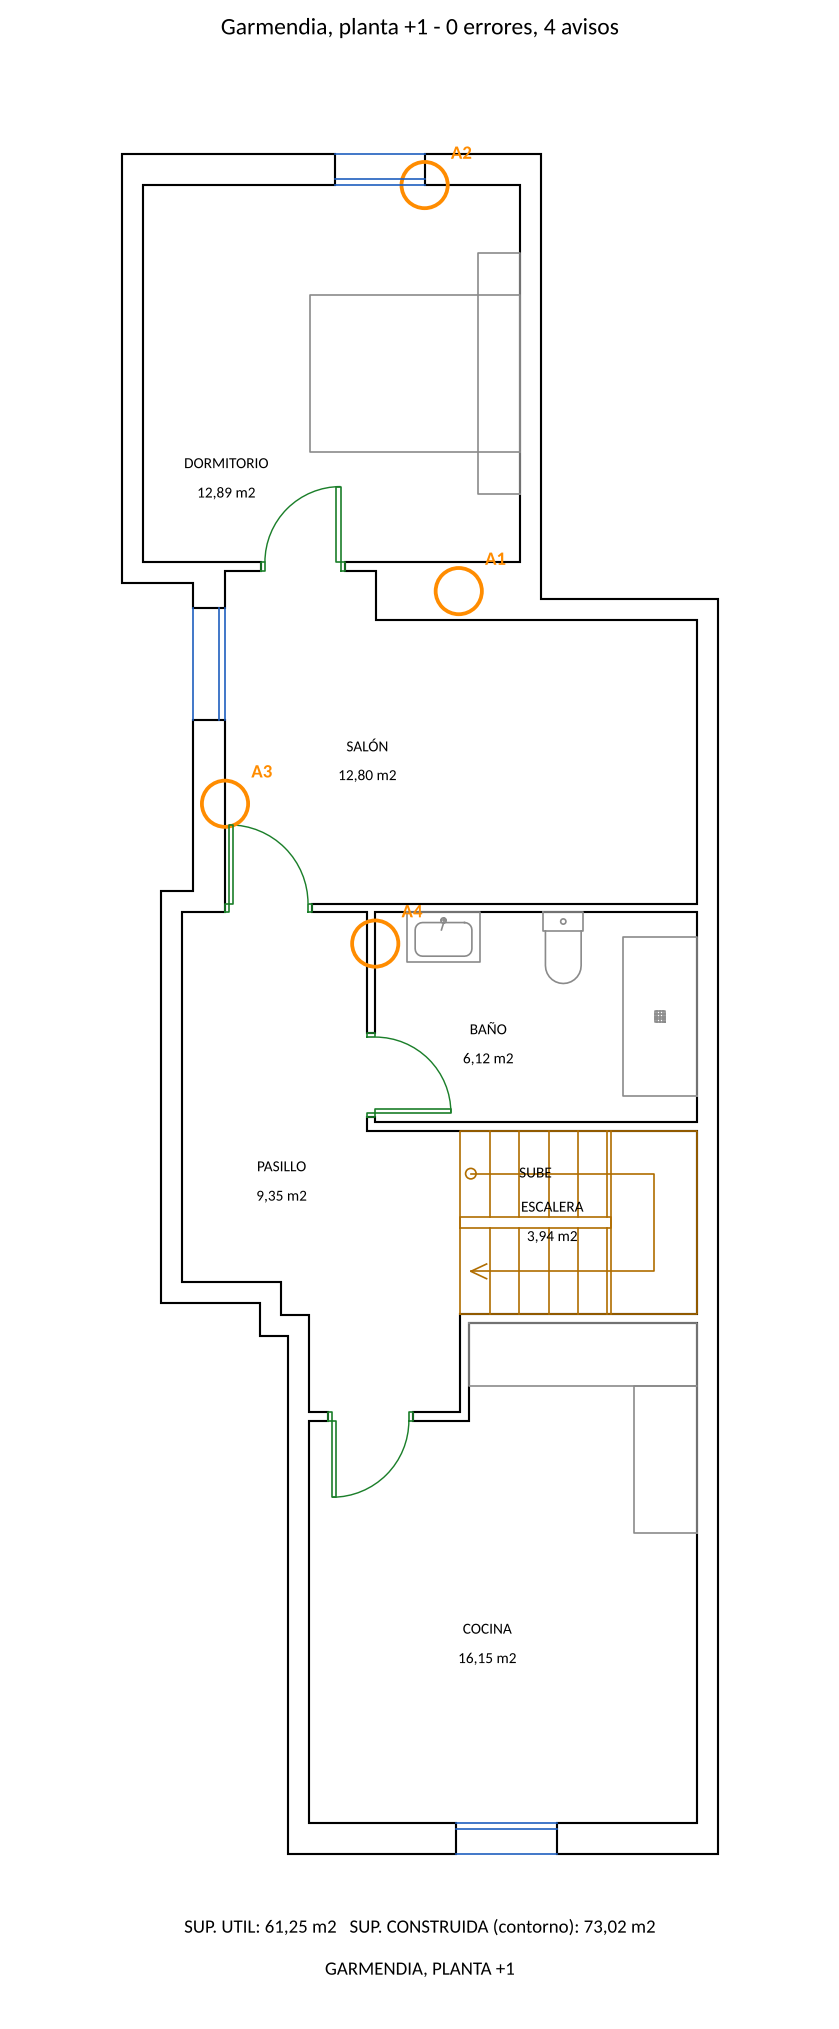 Garmendia, planta +1 - 0 errores, 4 avisos
A2
DORMITORIO
12,89 m2
A1
SALÓN
12,80 m2
A3
A4
BAÑO
6,12 m2
PASILLO
9,35 m2
SUBE
ESCALERA
3,94 m2
COCINA
16,15 m2
SUP. UTIL: 61,25 m2   SUP. CONSTRUIDA (contorno): 73,02 m2
GARMENDIA, PLANTA +1